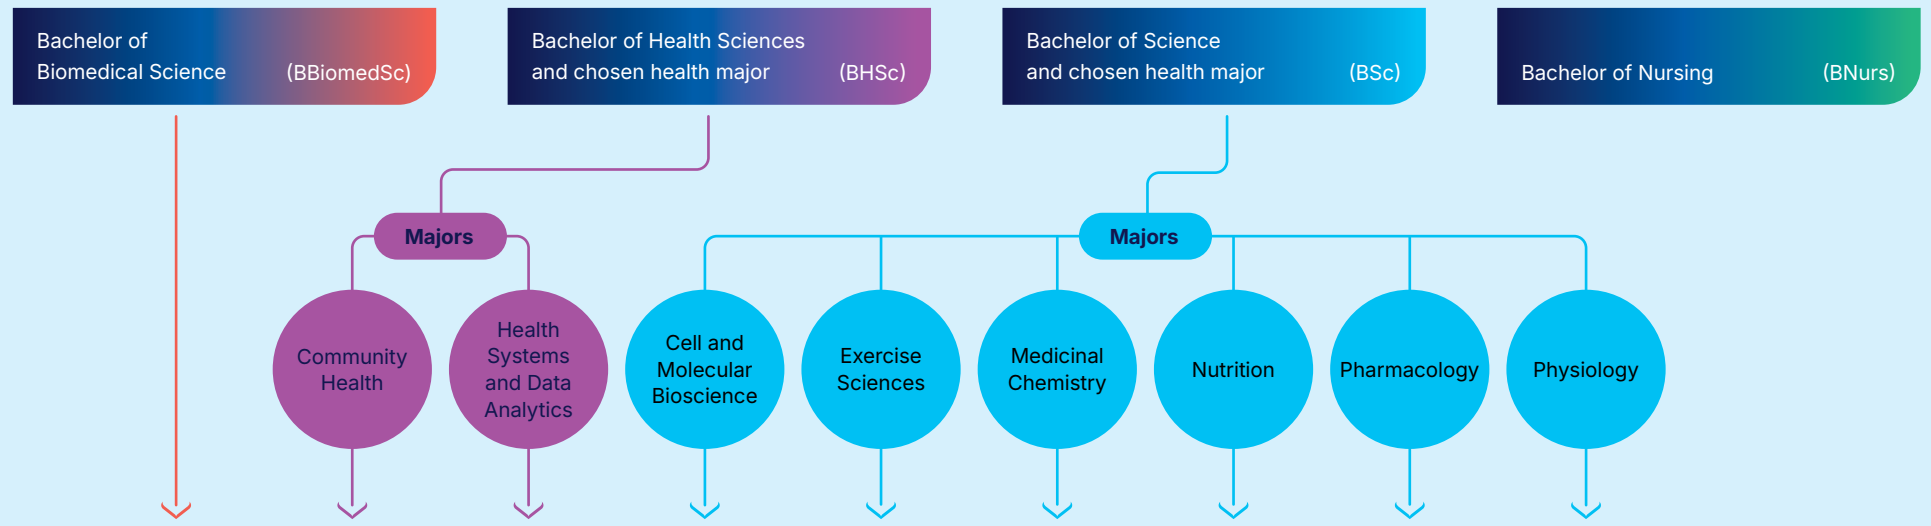 Bachelor of
Biomedical Science (BBiomedSc)
Bachelor of Health Sciences
and chosen health major (BHSc)
Bachelor of Science
and chosen health major (BSc)
Bachelor of Nursing (BNurs)
Majors
Majors
Community
Health
Health
Systems
and Data
Analytics
Cell and
Molecular
Bioscience
Exercise
Sciences
Medicinal
Chemistry
Nutrition
Pharmacology
Physiology